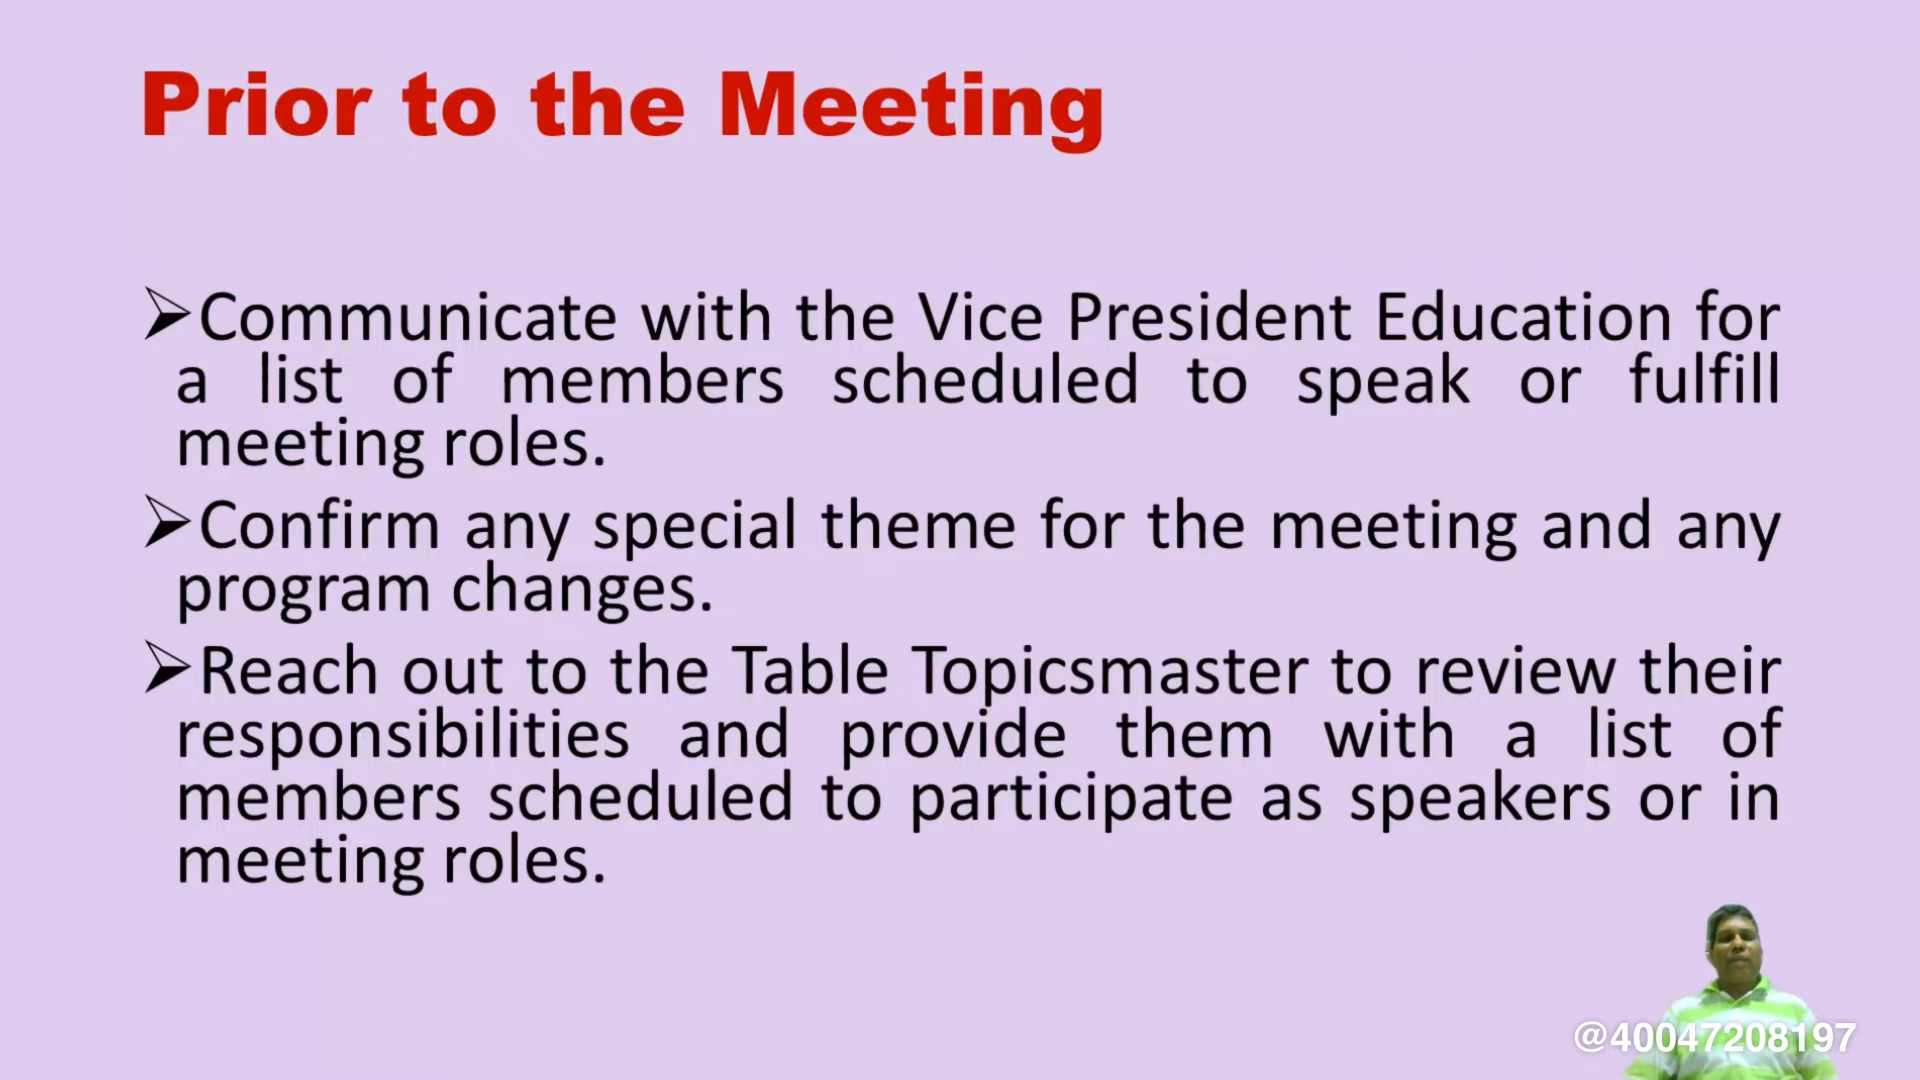 Prior to the Meeting
➢Communicate with the Vice President Education for
a list of members scheduled to speak or fulfill
meeting roles.
➢Confirm any special theme for the meeting and any
program changes.
➢Reach out to the Table Topicsmaster to review their
responsibilities and provide them with a list of
members scheduled to participate as speakers or in
meeting roles.
@40047208197